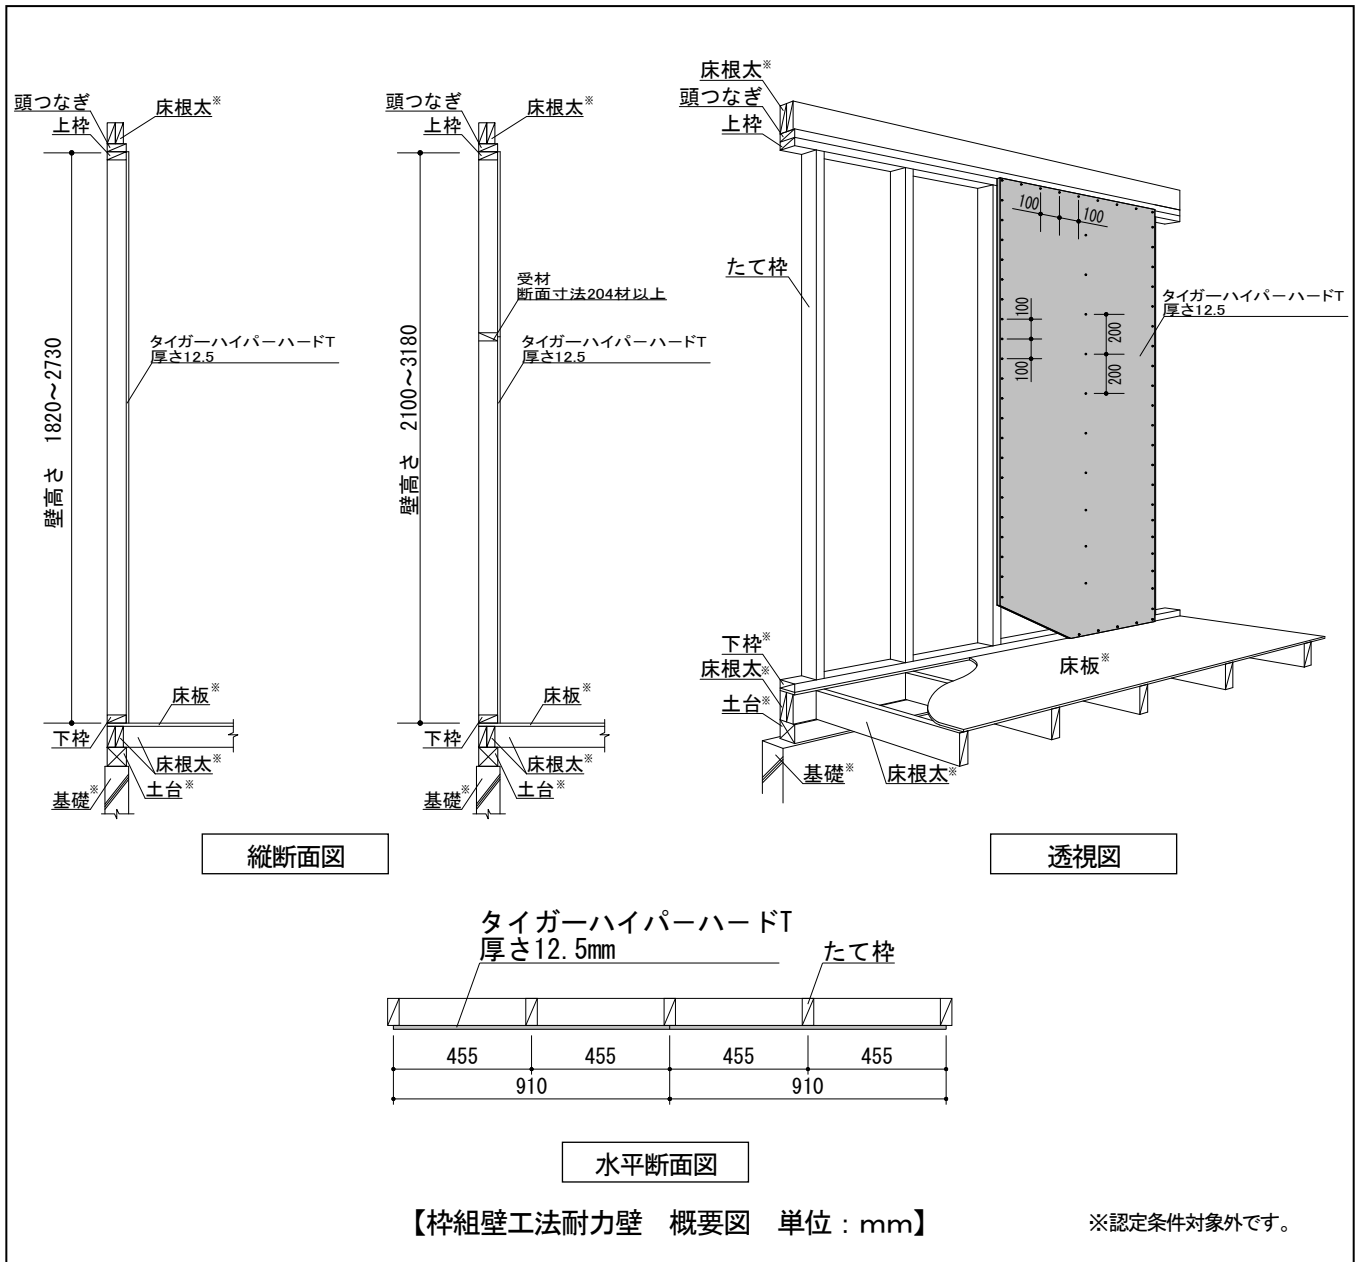 頭つなぎ
床根太※
上枠
壁高さ 1820～2730
タイガーハイパーハードT
厚さ12.5
床板※
下枠
床根太※
土台※
基礎※
頭つなぎ
床根太※
上枠
壁高さ 2100～3180
受材
断面寸法204材以上
タイガーハイパーハードT
厚さ12.5
床板※
下枠
床根太※
土台※
基礎※
縦断面図
床根太※
頭つなぎ
上枠
100
100
たて枠
100
100
200
200
タイガーハイパーハードT
厚さ12.5
下枠※
床根太※
土台※
床板※
基礎※
床根太※
透視図
タイガーハイパーハードT
厚さ12.5mm
たて枠
455 455 455 455
910 910
水平断面図
【枠組壁工法耐力壁 概要図 単位：mm】
※認定条件対象外です。